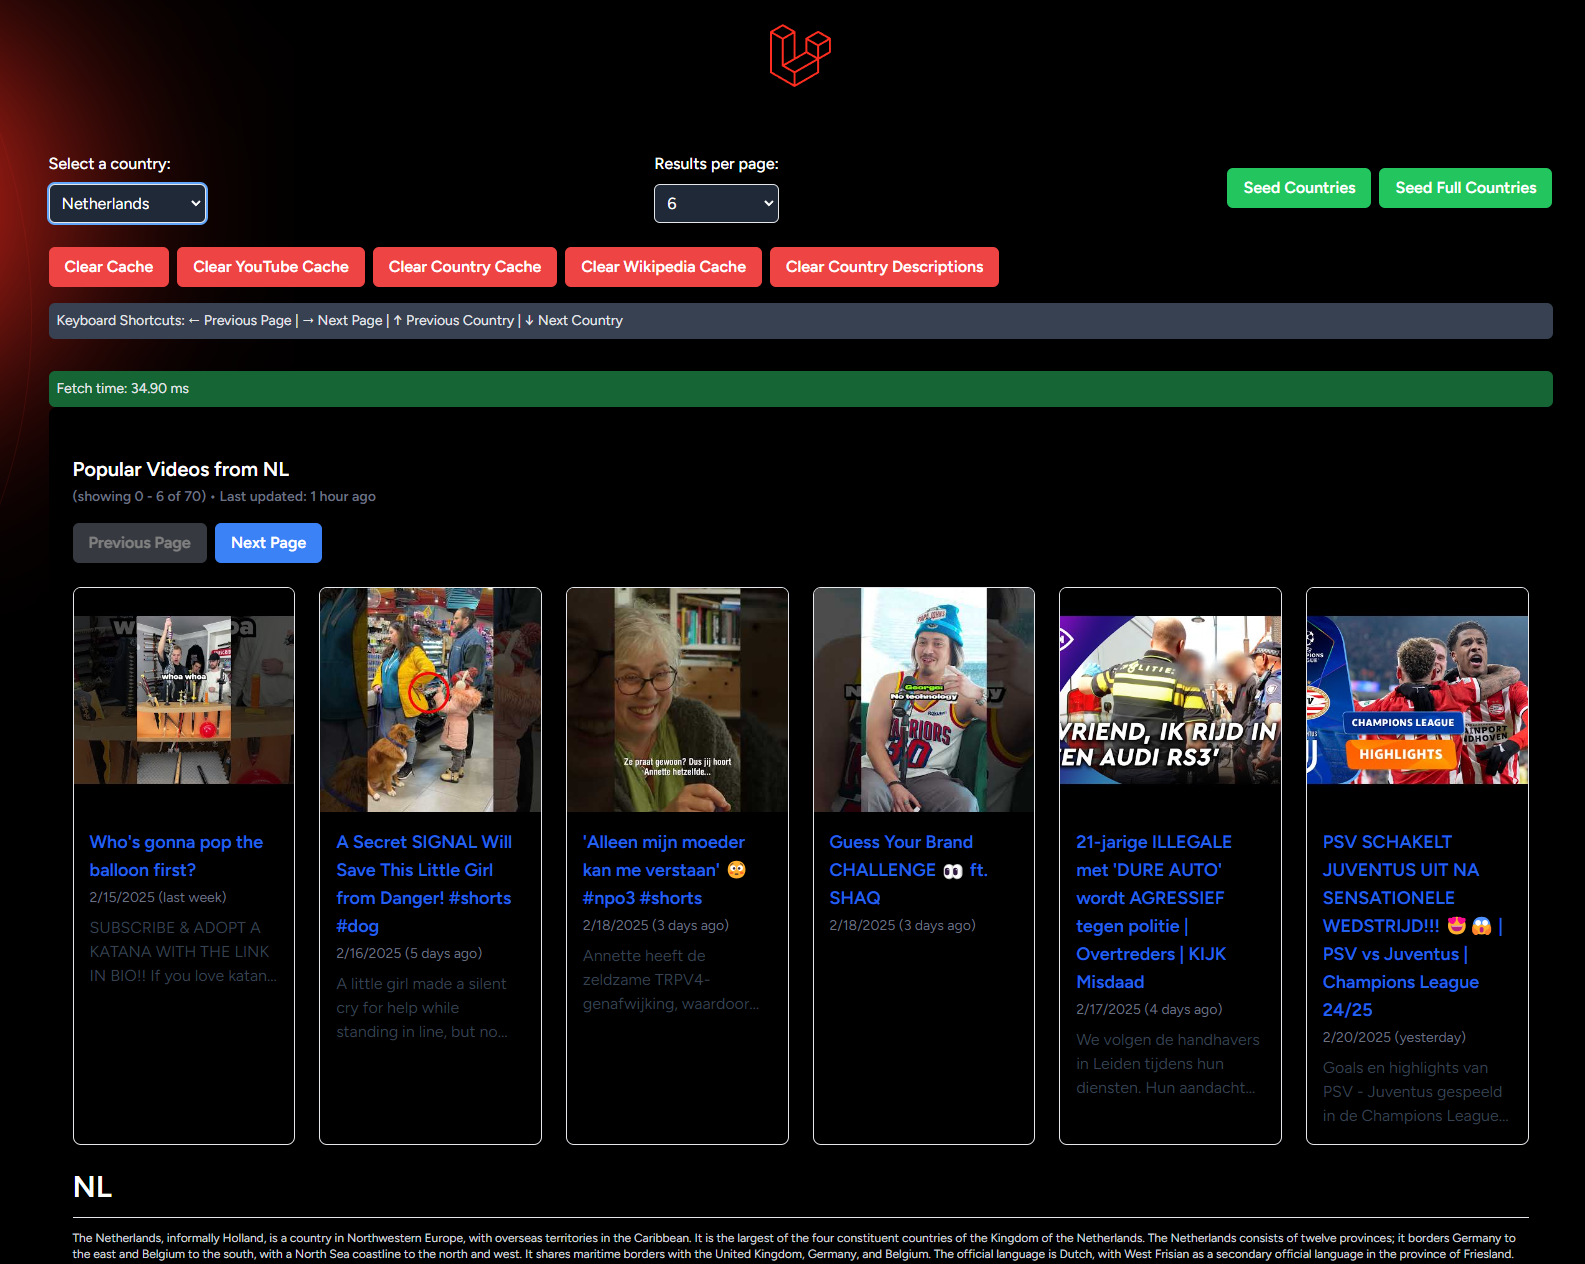 Select a country:
Results per page:
Netherlands
6
Seed Countries
Seed Full Countries
Clear Cache
Clear YouTube Cache
Clear Country Cache
Clear Wikipedia Cache
Clear Country Descriptions
Keyboard Shortcuts: ← Previous Page | → Next Page | ↑ Previous Country | ↓ Next Country
Fetch time: 34.90 ms
Popular Videos from NL
(showing 0 - 6 of 70) • Last updated: 1 hour ago
Previous Page
Next Page
whoa whoa
Who's gonna pop the
balloon first?
2/15/2025 (last week)
SUBSCRIBE & ADOPT A
KATANA WITH THE LINK
IN BIO!! If you love katan...
A Secret SIGNAL Will
Save This Little Girl
from Danger! #shorts
#dog
2/16/2025 (5 days ago)
A little girl made a silent
cry for help while
standing in line, but no...
Ze praat gewoon? Dus jij hoort
Annette hetzelfde...
'Alleen mijn moeder
kan me verstaan' 😳
#npo3 #shorts
2/18/2025 (3 days ago)
Annette heeft de
zeldzame TRPV4-
genafwijking, waardoor...
George:
No technology
Guess Your Brand
CHALLENGE 👀 ft.
SHAQ
2/18/2025 (3 days ago)
POLITIE
VRIEND, IK RIJD IN
EEN AUDI RS3'
21-jarige ILLEGALE
met 'DURE AUTO'
wordt AGRESSIEF
tegen politie |
Overtreders | KIJK
Misdaad
2/17/2025 (4 days ago)
We volgen de handhavers
in Leiden tijdens hun
diensten. Hun aandacht...
CHAMPIONS LEAGUE
HIGHLIGHTS
PSV SCHAKELT
JUVENTUS UIT NA
SENSATIONELE
WEDSTRIJD!!! 🤩 😱 |
PSV vs Juventus |
Champions League
24/25
2/20/2025 (yesterday)
Goals en highlights van
PSV - Juventus gespeeld
in de Champions League...
NL
The Netherlands, informally Holland, is a country in Northwestern Europe, with overseas territories in the Caribbean. It is the largest of the four constituent countries of the Kingdom of the Netherlands. The Netherlands consists of twelve provinces; it borders Germany to
the east and Belgium to the south, with a North Sea coastline to the north and west. It shares maritime borders with the United Kingdom, Germany, and Belgium. The official language is Dutch, with West Frisian as a secondary official language in the province of Friesland.